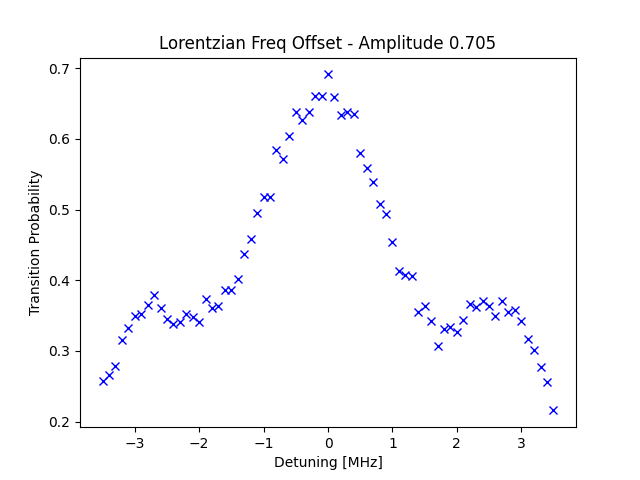 Lorentzian Freq Offset - Amplitude 0.705
0.7
0.6
0.5
0.4
0.3
0.2
Transition Probability
−3 −2 −1 0 1 2 3
Detuning [MHz]